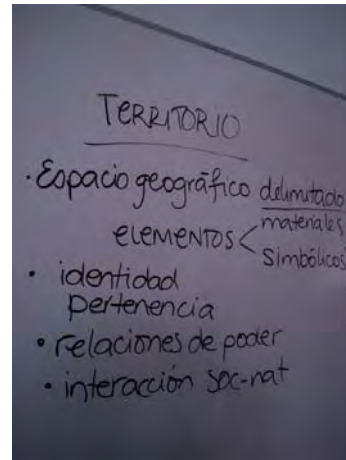 TERRITORIO
· Espacio geográfico delimitado
elementos < materiales
simbólicos
· identidad
pertenencia
· relaciones de poder
· interacción soc-nat